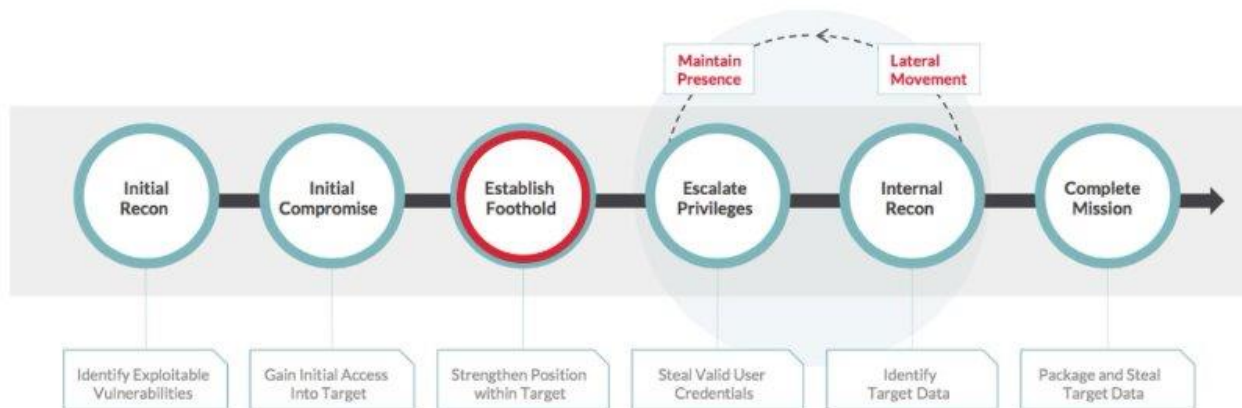 Maintain
Presence
Lateral
Movement
Initial
Recon
Initial
Compromise
Establish
Foothold
Escalate
Privileges
Internal
Recon
Complete
Mission
Identify Exploitable
Vulnerabilities
Gain Initial Access
Into Target
Strengthen Position
within Target
Steal Valid User
Credentials
Identify
Target Data
Package and Steal
Target Data